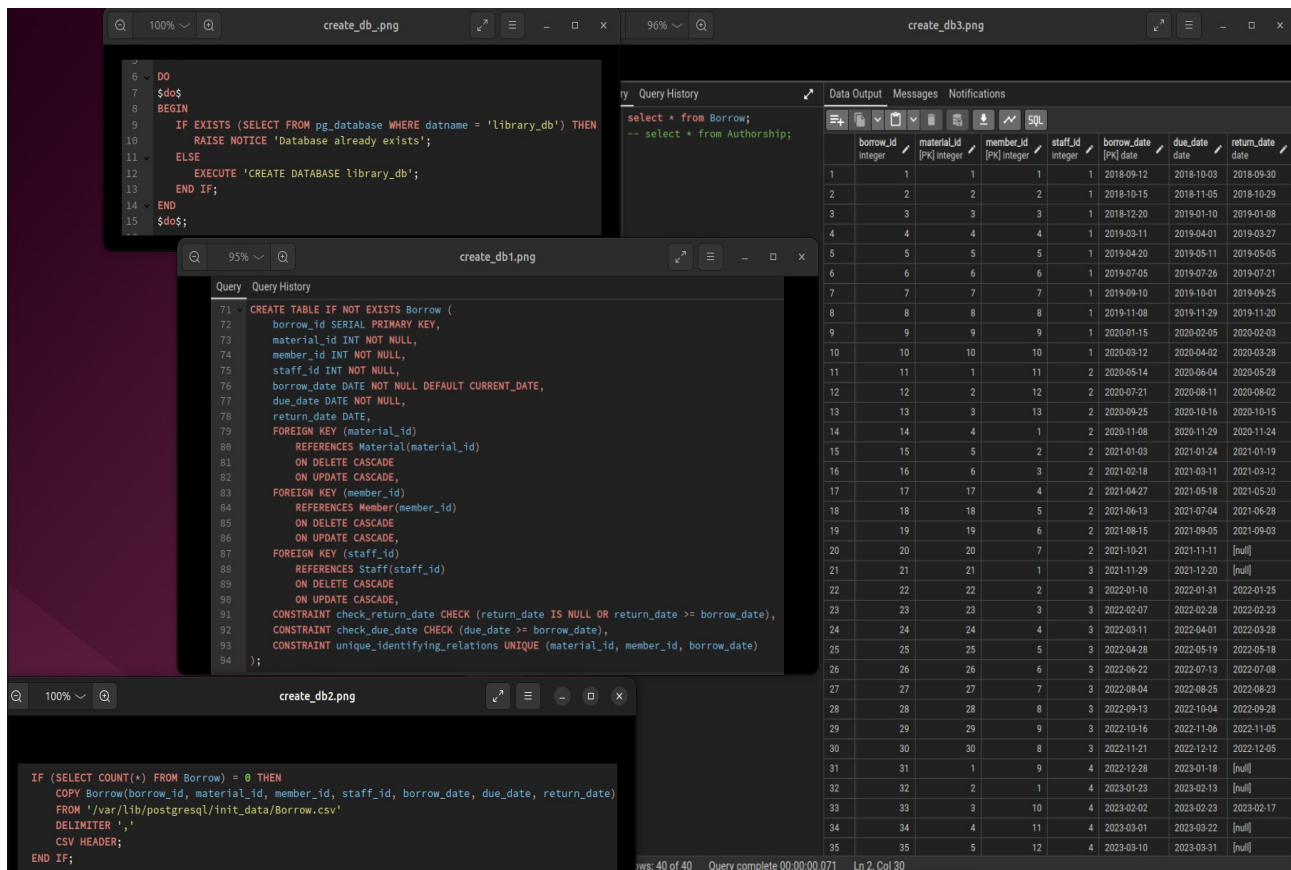 100%
create_db_.png
5
6 DO
7 $do$
8 BEGIN
9 IF EXISTS (SELECT FROM pg_database WHERE datname = 'library_db') THEN
10 RAISE NOTICE 'Database already exists';
11 ELSE
12 EXECUTE 'CREATE DATABASE library_db';
13 END IF;
14 END
15 $do$;
95%
create_db1.png
Query Query History
71 CREATE TABLE IF NOT EXISTS Borrow (
72 borrow_id SERIAL PRIMARY KEY,
73 material_id INT NOT NULL,
74 member_id INT NOT NULL,
75 staff_id INT NOT NULL,
76 borrow_date DATE NOT NULL DEFAULT CURRENT_DATE,
77 due_date DATE NOT NULL,
78 return_date DATE,
79 FOREIGN KEY (material_id)
80 REFERENCES Material(material_id)
81 ON DELETE CASCADE
82 ON UPDATE CASCADE,
83 FOREIGN KEY (member_id)
84 REFERENCES Member(member_id)
85 ON DELETE CASCADE
86 ON UPDATE CASCADE,
87 FOREIGN KEY (staff_id)
88 REFERENCES Staff(staff_id)
89 ON DELETE CASCADE
90 ON UPDATE CASCADE,
91 CONSTRAINT check_return_date CHECK (return_date IS NULL OR return_date >= borrow_date),
92 CONSTRAINT check_due_date CHECK (due_date >= borrow_date),
93 CONSTRAINT unique_identifying_relations UNIQUE (material_id, member_id, borrow_date)
94 );
100%
create_db2.png
IF (SELECT COUNT(*) FROM Borrow) = 0 THEN
COPY Borrow(borrow_id, material_id, member_id, staff_id, borrow_date, due_date, return_date)
FROM '/var/lib/postgresql/init_data/Borrow.csv'
DELIMITER ','
CSV HEADER;
END IF;
96%
create_db3.png
ry Query History
select * from Borrow;
-- select * from Authorship;
Data Output Messages Notifications
SQL
borrow_id material_id member_id staff_id borrow_date due_date return_date
integer [PK] integer [PK] integer integer [PK] date date date
1 1 1 1 1 2018-09-12 2018-10-03 2018-09-30
2 2 2 2 1 2018-10-15 2018-11-05 2018-10-29
3 3 3 3 1 2018-12-20 2019-01-10 2019-01-08
4 4 4 4 1 2019-03-11 2019-04-01 2019-03-27
5 5 5 5 1 2019-04-20 2019-05-11 2019-05-05
6 6 6 6 1 2019-07-05 2019-07-26 2019-07-21
7 7 7 7 1 2019-09-10 2019-10-01 2019-09-25
8 8 8 8 1 2019-11-08 2019-11-29 2019-11-20
9 9 9 9 1 2020-01-15 2020-02-05 2020-02-03
10 10 10 10 1 2020-03-12 2020-04-02 2020-03-28
11 11 1 11 2 2020-05-14 2020-06-04 2020-05-28
12 12 2 12 2 2020-07-21 2020-08-11 2020-08-02
13 13 3 13 2 2020-09-25 2020-10-16 2020-10-15
14 14 4 1 2 2020-11-08 2020-11-29 2020-11-24
15 15 5 2 2 2021-01-03 2021-01-24 2021-01-19
16 16 6 3 2 2021-02-18 2021-03-11 2021-03-12
17 17 17 4 2 2021-04-27 2021-05-18 2021-05-20
18 18 18 5 2 2021-06-13 2021-07-04 2021-06-28
19 19 19 6 2 2021-08-15 2021-09-05 2021-09-03
20 20 20 7 2 2021-10-21 2021-11-11 [null]
21 21 21 1 3 2021-11-29 2021-12-20 [null]
22 22 22 2 3 2022-01-10 2022-01-31 2022-01-25
23 23 23 3 3 2022-02-07 2022-02-28 2022-02-23
24 24 24 4 3 2022-03-11 2022-04-01 2022-03-28
25 25 25 5 3 2022-04-28 2022-05-19 2022-05-18
26 26 26 6 3 2022-06-22 2022-07-13 2022-07-08
27 27 27 7 3 2022-08-04 2022-08-25 2022-08-23
28 28 28 8 3 2022-09-13 2022-10-04 2022-09-28
29 29 29 9 3 2022-10-16 2022-11-06 2022-11-05
30 30 30 8 3 2022-11-21 2022-12-12 2022-12-05
31 31 1 9 4 2022-12-28 2023-01-18 [null]
32 32 2 1 4 2023-01-23 2023-02-13 [null]
33 33 3 10 4 2023-02-02 2023-02-23 2023-02-17
34 34 4 11 4 2023-03-01 2023-03-22 [null]
35 35 5 12 4 2023-03-10 2023-03-31 [null]
ows: 40 of 40 Query complete 00:00:00.071 Ln 2, Col 30